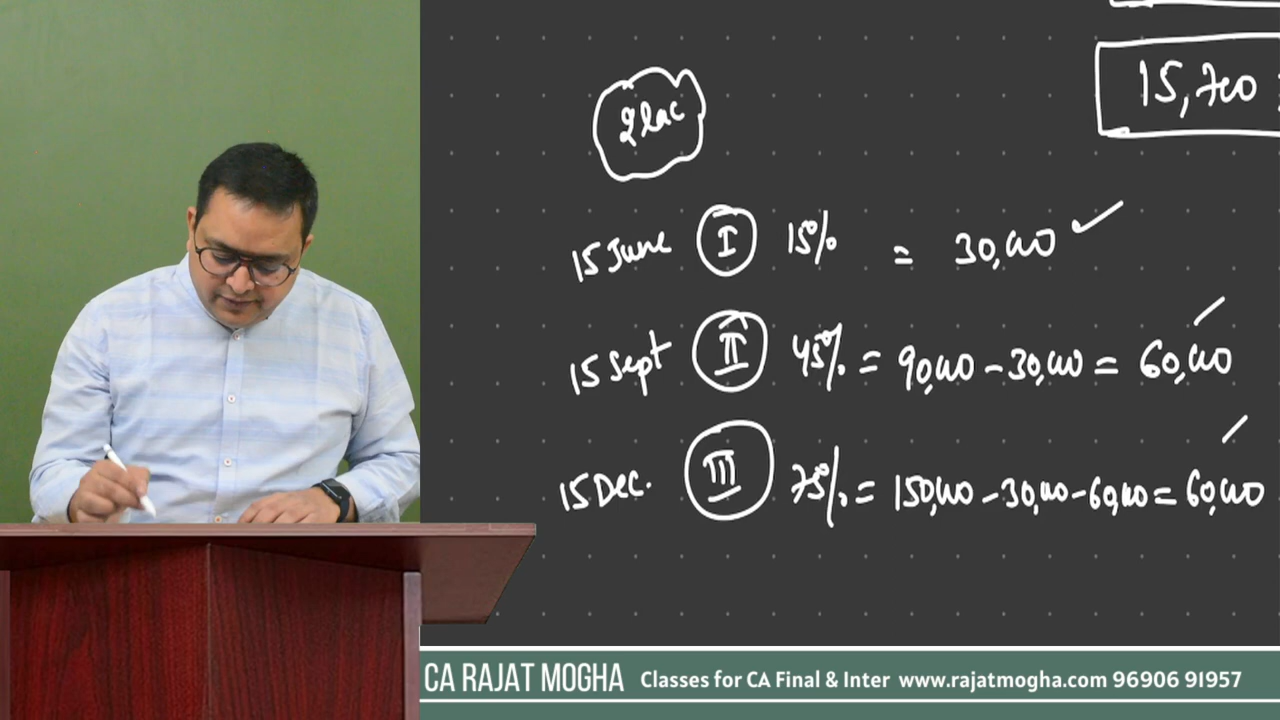 15,700
2 lac
15 June I 15% = 30,000
15 Sept II 45% = 90,000 - 30,000 = 60,000
15 Dec. III 75% = 150,000 - 30,000 - 60,000 = 60,000
CA RAJAT MOGHA Classes for CA Final & Inter www.rajatmogha.com 96906 91957